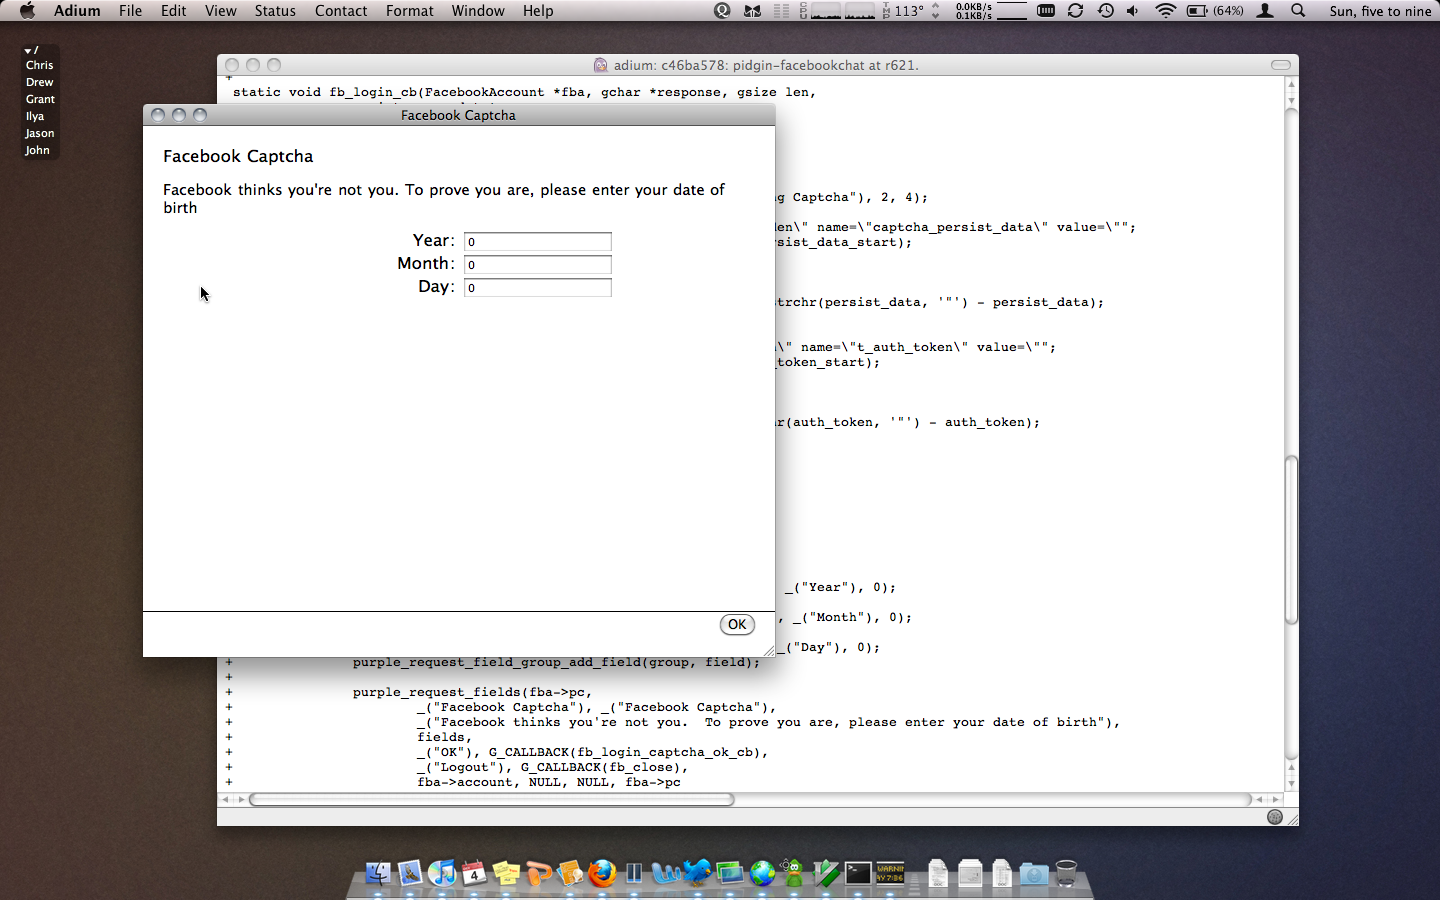 Adium File Edit View Status Contact Format Window Help
113° 0.0KB/s 0.1KB/s (64%) Sun, five to nine
/
Chris
Drew
Grant
Ilya
Jason
John
adium: c46ba578: pidgin-facebookchat at r621.
+
static void fb_login_cb(FacebookAccount *fba, gchar *response, gsize len,
Facebook Captcha
Facebook Captcha
Facebook thinks you're not you. To prove you are, please enter your date of
birth
Year: 0
Month: 0
Day: 0
OK
g Captcha"), 2, 4);
den\" name=\"captcha_persist_data\" value=\"";
rsist_data_start);
strchr(persist_data, '"') - persist_data);
\" name=\"t_auth_token\" value=\"";
_token_start);
r(auth_token, '"') - auth_token);
_("Year"), 0);
, _("Month"), 0);
_("Day"), 0);
+ purple_request_field_group_add_field(group, field);
+
+ purple_request_fields(fba->pc,
+ _("Facebook Captcha"), _("Facebook Captcha"),
+ _("Facebook thinks you're not you.  To prove you are, please enter your date of birth"),
+ fields,
+ _("OK"), G_CALLBACK(fb_login_captcha_ok_cb),
+ _("Logout"), G_CALLBACK(fb_close),
+ fba->account, NULL, NULL, fba->pc
4